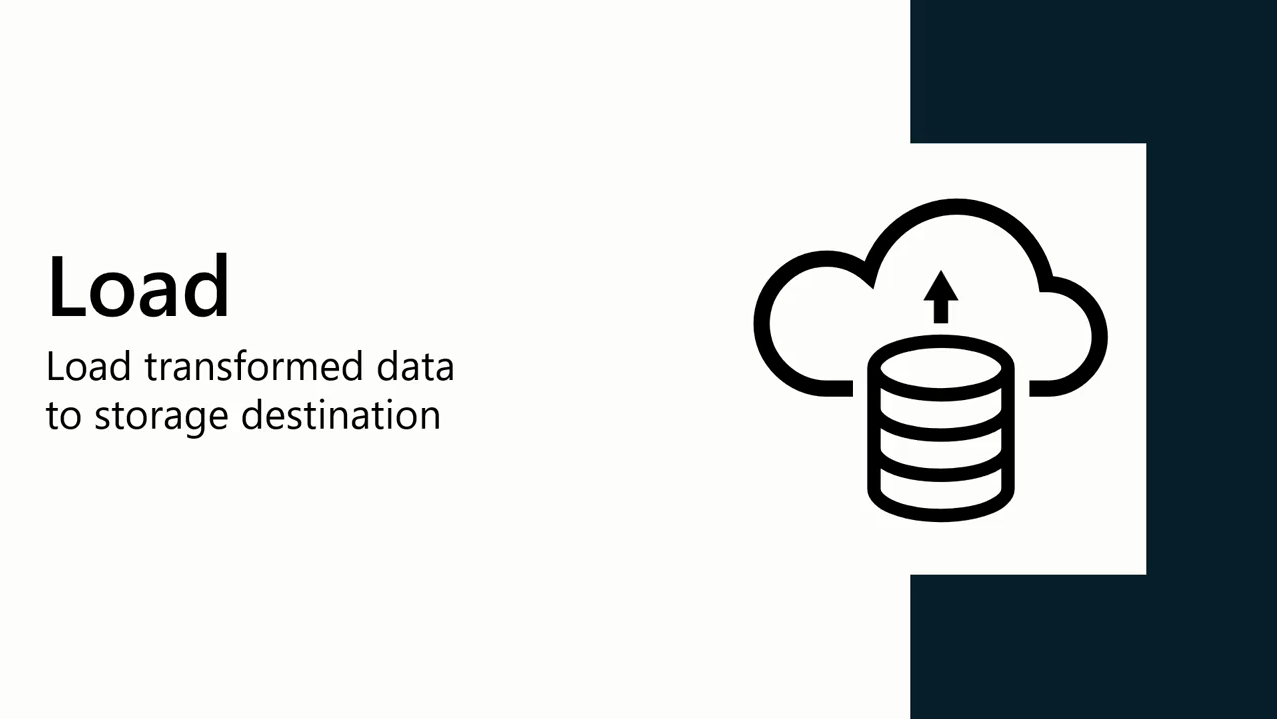 Load
Load transformed data
to storage destination